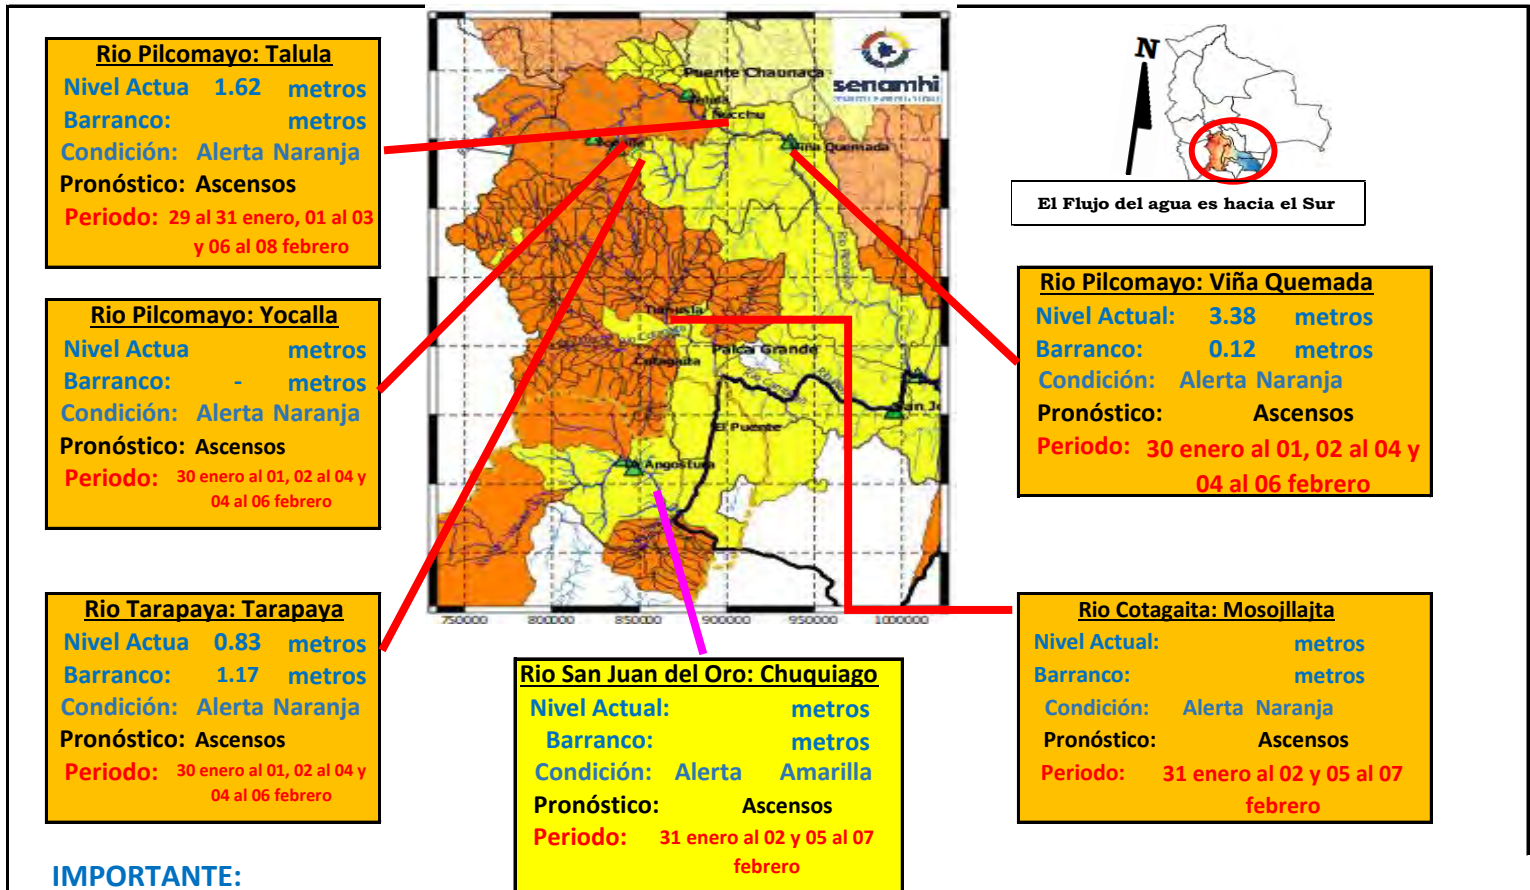 Rio Pilcomayo: Talula
Nivel Actua 1.62 metros
Barranco: metros
Condición: Alerta Naranja
Pronóstico: Ascensos
Periodo: 29 al 31 enero, 01 al 03
y 06 al 08 febrero
Rio Pilcomayo: Yocalla
Nivel Actua metros
Barranco: - metros
Condición: Alerta Naranja
Pronóstico: Ascensos
Periodo: 30 enero al 01, 02 al 04 y
04 al 06 febrero
Rio Tarapaya: Tarapaya
Nivel Actua 0.83 metros
Barranco: 1.17 metros
Condición: Alerta Naranja
Pronóstico: Ascensos
Periodo: 30 enero al 01, 02 al 04 y
04 al 06 febrero
IMPORTANTE:
senamhi
Puente Chaunaca
Viña Quemada
Cotagaita
Palca Grande
El Puente
Angostura
750000 800000 850000 900000 950000 1000000
Rio San Juan del Oro: Chuquiago
Nivel Actual: metros
Barranco: metros
Condición: Alerta Amarilla
Pronóstico: Ascensos
Periodo: 31 enero al 02 y 05 al 07
febrero
N
El Flujo del agua es hacia el Sur
Rio Pilcomayo: Viña Quemada
Nivel Actual: 3.38 metros
Barranco: 0.12 metros
Condición: Alerta Naranja
Pronóstico: Ascensos
Periodo: 30 enero al 01, 02 al 04 y
04 al 06 febrero
Rio Cotagaita: Mosojllajta
Nivel Actual: metros
Barranco: metros
Condición: Alerta Naranja
Pronóstico: Ascensos
Periodo: 31 enero al 02 y 05 al 07
febrero